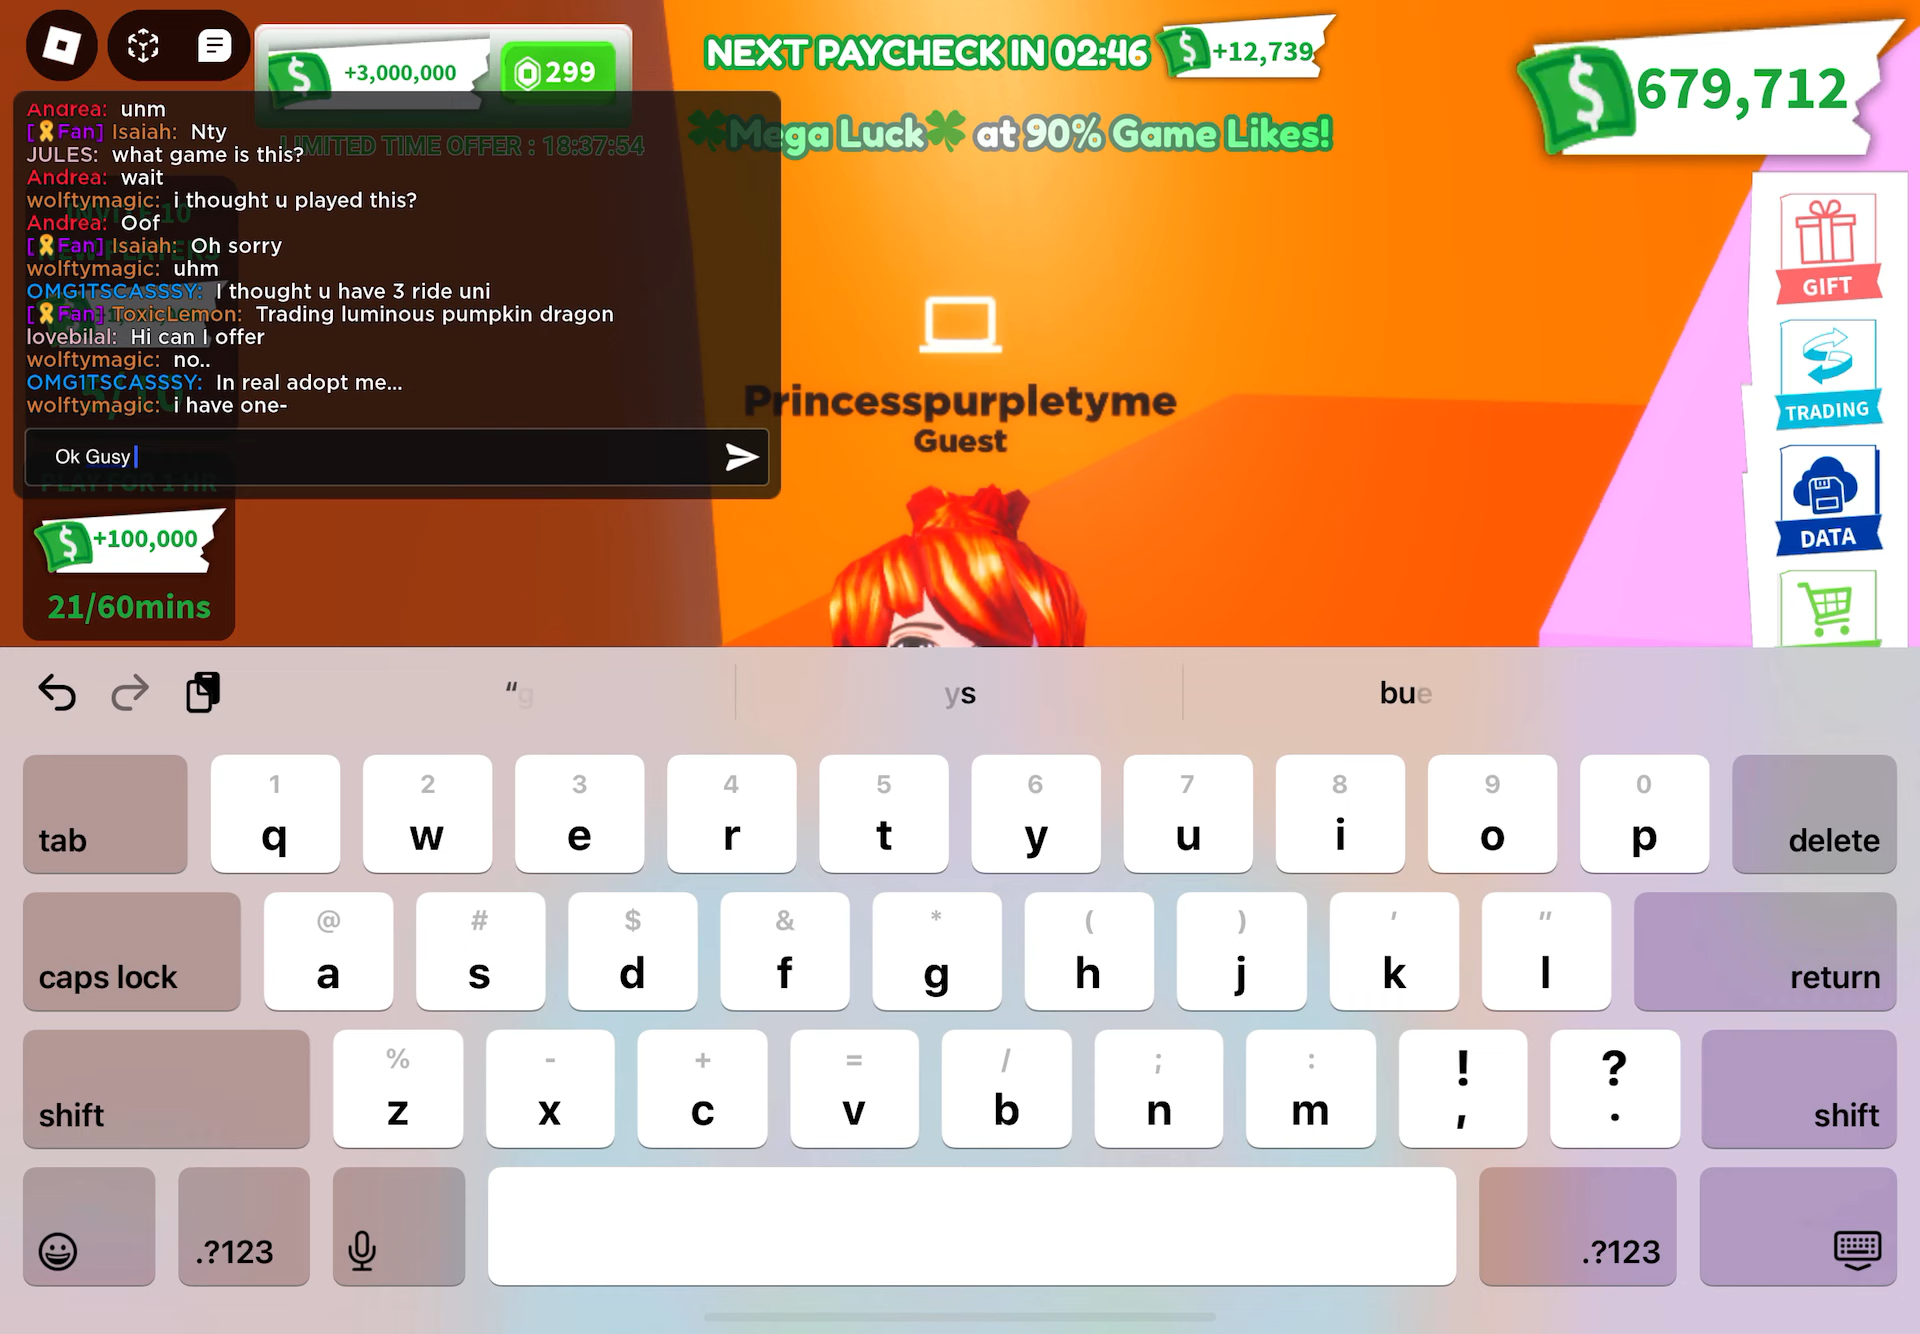 +3,000,000
299
NEXT PAYCHECK IN 02:46
+12,739
679,712
🍀Mega Luck🍀 at 90% Game Likes!
LIMITED TIME OFFER : 18:37:54
Andrea: uhm
[🎗Fan] Isaiah: Nty
JULES: what game is this?
Andrea: wait
wolftymagic: i thought u played this?
Andrea: Oof
[🎗Fan] Isaiah: Oh sorry
wolftymagic: uhm
OMG1TSCASSSY: I thought u have 3 ride uni
[🎗Fan] ToxicLemon: Trading luminous pumpkin dragon
lovebilal: Hi can I offer
wolftymagic: no..
OMG1TSCASSSY: In real adopt me...
wolftymagic: i have one-
Ok Gusy
PLAY FOR 1 HR
+100,000
21/60mins
Princesspurpletyme
Guest
GIFT
TRADING
DATA
“g
ys
bue
tab
1 2 3 4 5 6 7 8 9 0
q w e r t y u i o p
delete
caps lock
@ # $ & * ( ) ' "
a s d f g h j k l
return
shift
% - + = / ; : ! ?
z x c v b n m , .
shift
.?123
.?123